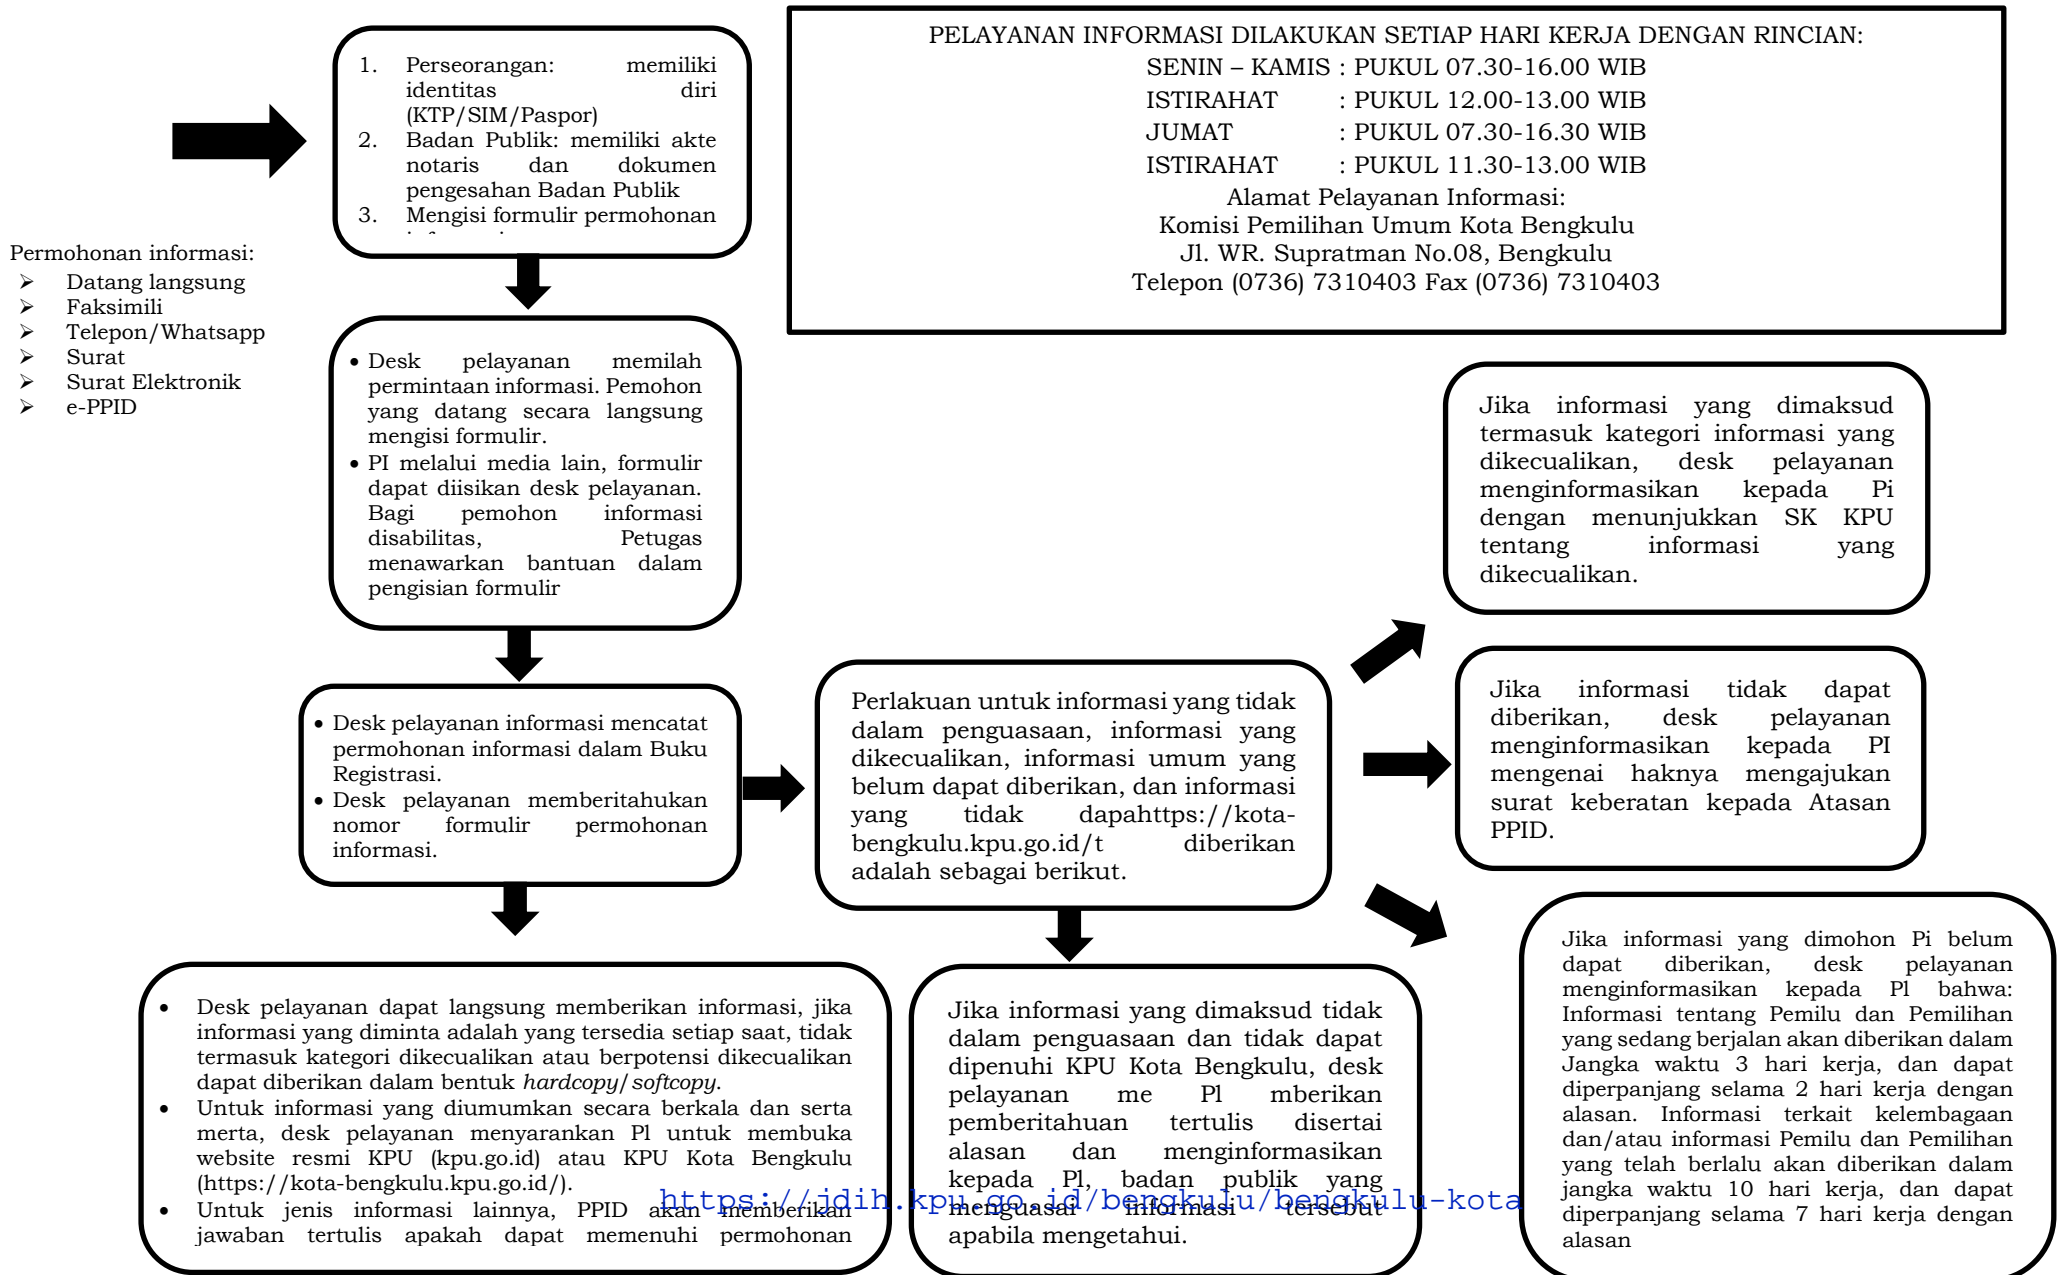 PELAYANAN INFORMASI DILAKUKAN SETIAP HARI KERJA DENGAN RINCIAN:
SENIN – KAMIS : PUKUL 07.30-16.00 WIB
ISTIRAHAT : PUKUL 12.00-13.00 WIB
JUMAT : PUKUL 07.30-16.30 WIB
ISTIRAHAT : PUKUL 11.30-13.00 WIB
Alamat Pelayanan Informasi:
Komisi Pemilihan Umum Kota Bengkulu
Jl. WR. Supratman No.08, Bengkulu
Telepon (0736) 7310403 Fax (0736) 7310403
Permohonan informasi:
➢ Datang langsung
➢ Faksimili
➢ Telepon/Whatsapp
➢ Surat
➢ Surat Elektronik
➢ e-PPID
1. Perseorangan: memiliki
identitas diri
(KTP/SIM/Paspor)
2. Badan Publik: memiliki akte
notaris dan dokumen
pengesahan Badan Publik
3. Mengisi formulir permohonan
• Desk pelayanan memilah
permintaan informasi. Pemohon
yang datang secara langsung
mengisi formulir.
• PI melalui media lain, formulir
dapat diisikan desk pelayanan.
Bagi pemohon informasi
disabilitas, Petugas
menawarkan bantuan dalam
pengisian formulir
• Desk pelayanan informasi mencatat
permohonan informasi dalam Buku
Registrasi.
• Desk pelayanan memberitahukan
nomor formulir permohonan
informasi.
• Desk pelayanan dapat langsung memberikan informasi, jika
informasi yang diminta adalah yang tersedia setiap saat, tidak
termasuk kategori dikecualikan atau berpotensi dikecualikan
dapat diberikan dalam bentuk hardcopy/softcopy.
• Untuk informasi yang diumumkan secara berkala dan serta
merta, desk pelayanan menyarankan Pl untuk membuka
website resmi KPU (kpu.go.id) atau KPU Kota Bengkulu
(https://kota-bengkulu.kpu.go.id/).
• Untuk jenis informasi lainnya, PPID akan memberikan
jawaban tertulis apakah dapat memenuhi permohonan
Perlakuan untuk informasi yang tidak
dalam penguasaan, informasi yang
dikecualikan, informasi umum yang
belum dapat diberikan, dan informasi
yang tidak dapahttps://kota-
bengkulu.kpu.go.id/t diberikan
adalah sebagai berikut.
Jika informasi yang dimaksud
termasuk kategori informasi yang
dikecualikan, desk pelayanan
menginformasikan kepada Pi
dengan menunjukkan SK KPU
tentang informasi yang
dikecualikan.
Jika informasi tidak dapat
diberikan, desk pelayanan
menginformasikan kepada PI
mengenai haknya mengajukan
surat keberatan kepada Atasan
PPID.
Jika informasi yang dimohon Pi belum
dapat diberikan, desk pelayanan
menginformasikan kepada Pl bahwa:
Informasi tentang Pemilu dan Pemilihan
yang sedang berjalan akan diberikan dalam
Jangka waktu 3 hari kerja, dan dapat
diperpanjang selama 2 hari kerja dengan
alasan. Informasi terkait kelembagaan
dan/atau informasi Pemilu dan Pemilihan
yang telah berlalu akan diberikan dalam
jangka waktu 10 hari kerja, dan dapat
diperpanjang selama 7 hari kerja dengan
alasan
Jika informasi yang dimaksud tidak
dalam penguasaan dan tidak dapat
dipenuhi KPU Kota Bengkulu, desk
pelayanan me Pl mberikan
pemberitahuan tertulis disertai
alasan dan menginformasikan
kepada Pl, badan publik yang
menguasai informasi tersebut
apabila mengetahui.
https://jdih.kpu.go.id/bengkulu/bengkulu-kota